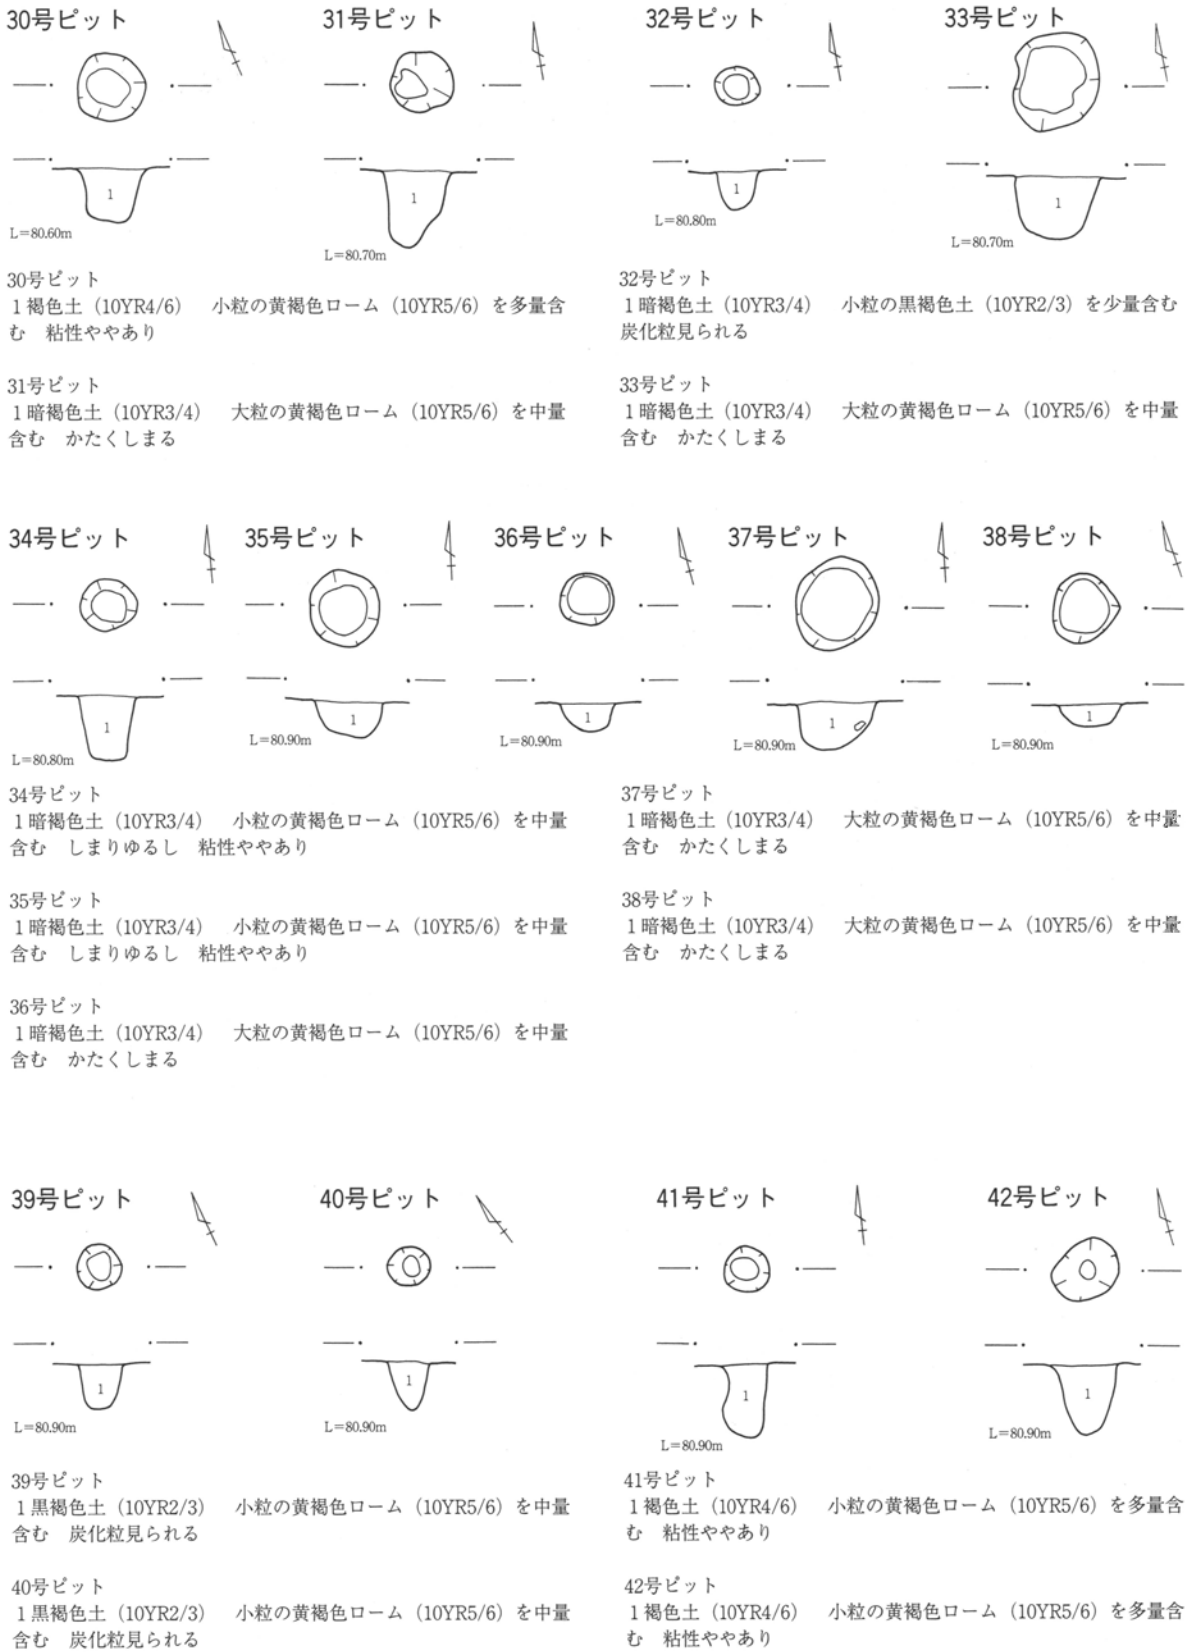 30号ピット
31号ピット
32号ピット
33号ピット
1
1
1
1
L=80.60m
L=80.70m
L=80.80m
L=80.70m
30号ピット
1褐色土（10YR4/6）　小粒の黄褐色ローム（10YR5/6）を多量含
む　粘性ややあり
31号ピット
1暗褐色土（10YR3/4）　大粒の黄褐色ローム（10YR5/6）を中量
含む　かたくしまる
32号ピット
1暗褐色土（10YR3/4）　小粒の黒褐色土（10YR2/3）を少量含む
炭化粒見られる
33号ピット
1暗褐色土（10YR3/4）　大粒の黄褐色ローム（10YR5/6）を中量
含む　かたくしまる
34号ピット
35号ピット
36号ピット
37号ピット
38号ピット
1
1
1
1
1
L=80.80m
L=80.90m
L=80.90m
L=80.90m
L=80.90m
34号ピット
1暗褐色土（10YR3/4）　小粒の黄褐色ローム（10YR5/6）を中量
含む　しまりゆるし　粘性ややあり
35号ピット
1暗褐色土（10YR3/4）　小粒の黄褐色ローム（10YR5/6）を中量
含む　しまりゆるし　粘性ややあり
36号ピット
1暗褐色土（10YR3/4）　大粒の黄褐色ローム（10YR5/6）を中量
含む　かたくしまる
37号ピット
1暗褐色土（10YR3/4）　大粒の黄褐色ローム（10YR5/6）を中量
含む　かたくしまる
38号ピット
1暗褐色土（10YR3/4）　大粒の黄褐色ローム（10YR5/6）を中量
含む　かたくしまる
39号ピット
40号ピット
41号ピット
42号ピット
1
1
1
1
L=80.90m
L=80.90m
L=80.90m
L=80.90m
39号ピット
1黒褐色土（10YR2/3）　小粒の黄褐色ローム（10YR5/6）を中量
含む　炭化粒見られる
40号ピット
1黒褐色土（10YR2/3）　小粒の黄褐色ローム（10YR5/6）を中量
含む　炭化粒見られる
41号ピット
1褐色土（10YR4/6）　小粒の黄褐色ローム（10YR5/6）を多量含
む　粘性ややあり
42号ピット
1褐色土（10YR4/6）　小粒の黄褐色ローム（10YR5/6）を多量含
む　粘性ややあり